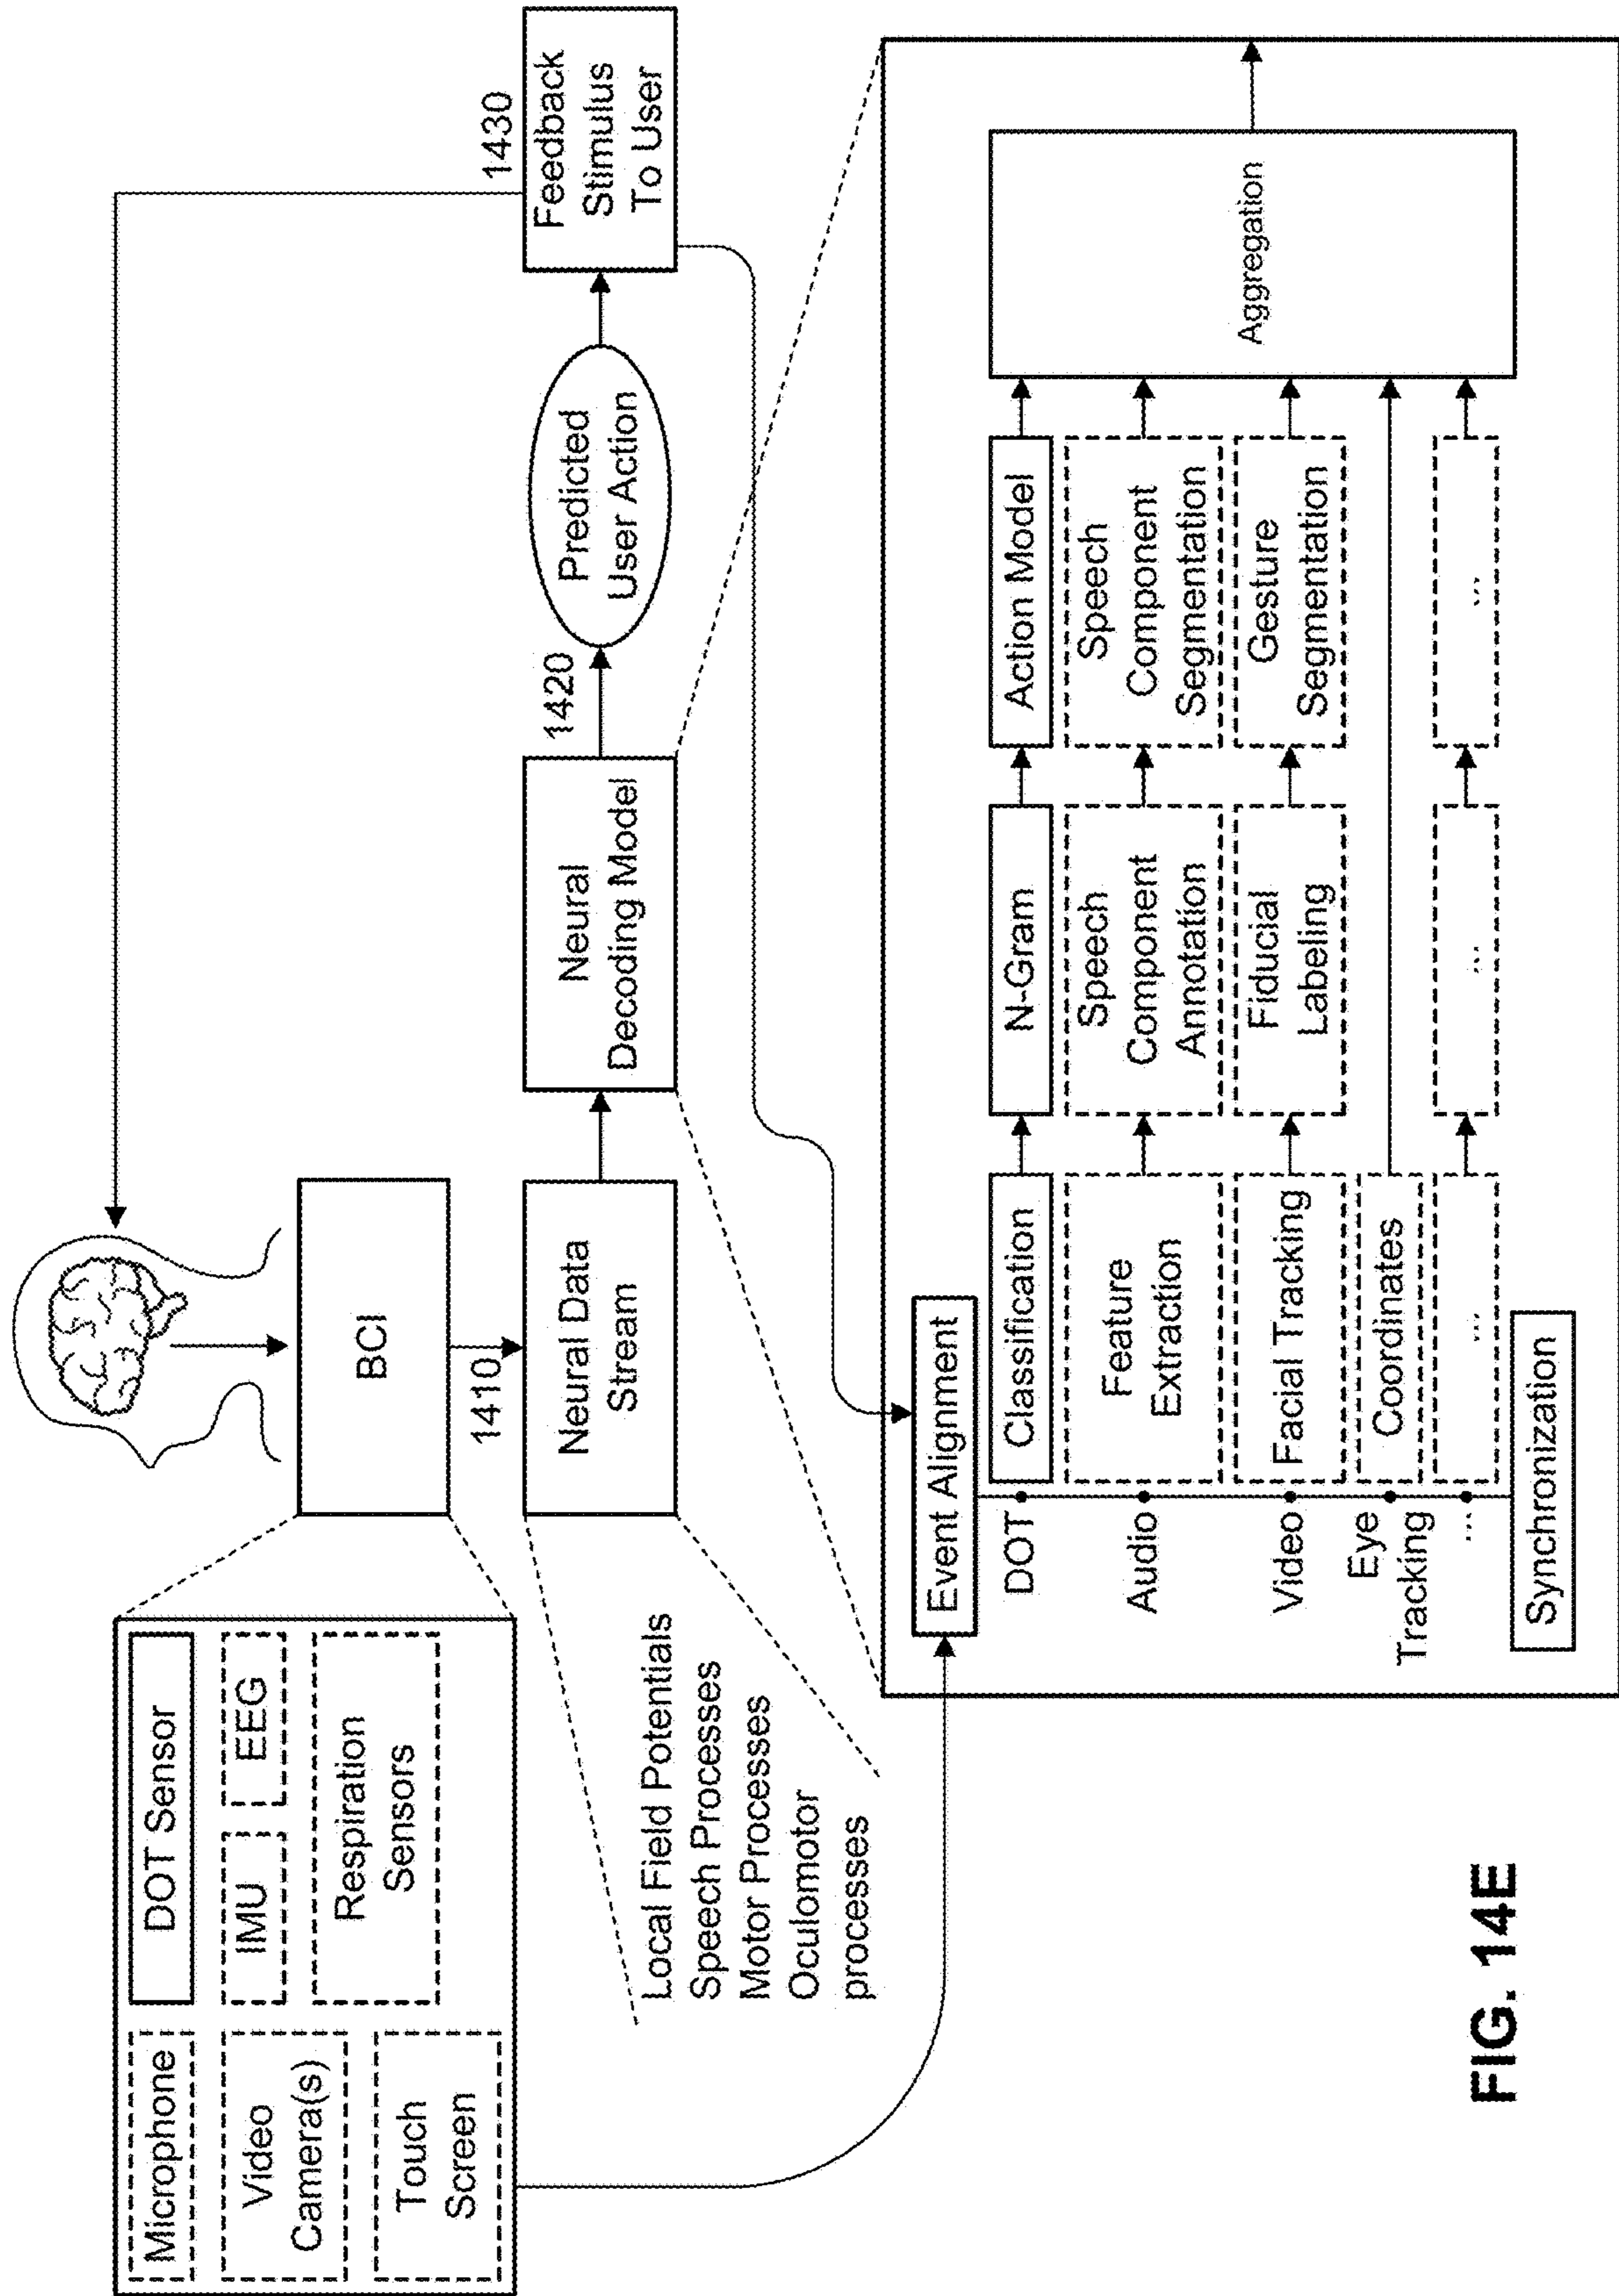 Microphone
Video
Camera(s)
Touch
Screen
DOT Sensor
IMU
EEG
Respiration
Sensors
BCI
1410
Neural Data
Stream
Local Field Potentials
Speech Processes
Motor Processes
Oculomotor
processes
Neural
Decoding Model
1420
Predicted
User Action
1430
Feedback
Stimulus
To User
Event Alignment
DOT
Classification
N-Gram
Action Model
Audio
Feature
Extraction
Speech
Component
Annotation
Speech
Component
Segmentation
Video
Facial Tracking
Fiducial
Labeling
Gesture
Segmentation
Eye
Tracking
Coordinates
...
...
...
...
Synchronization
Aggregation
FIG. 14E